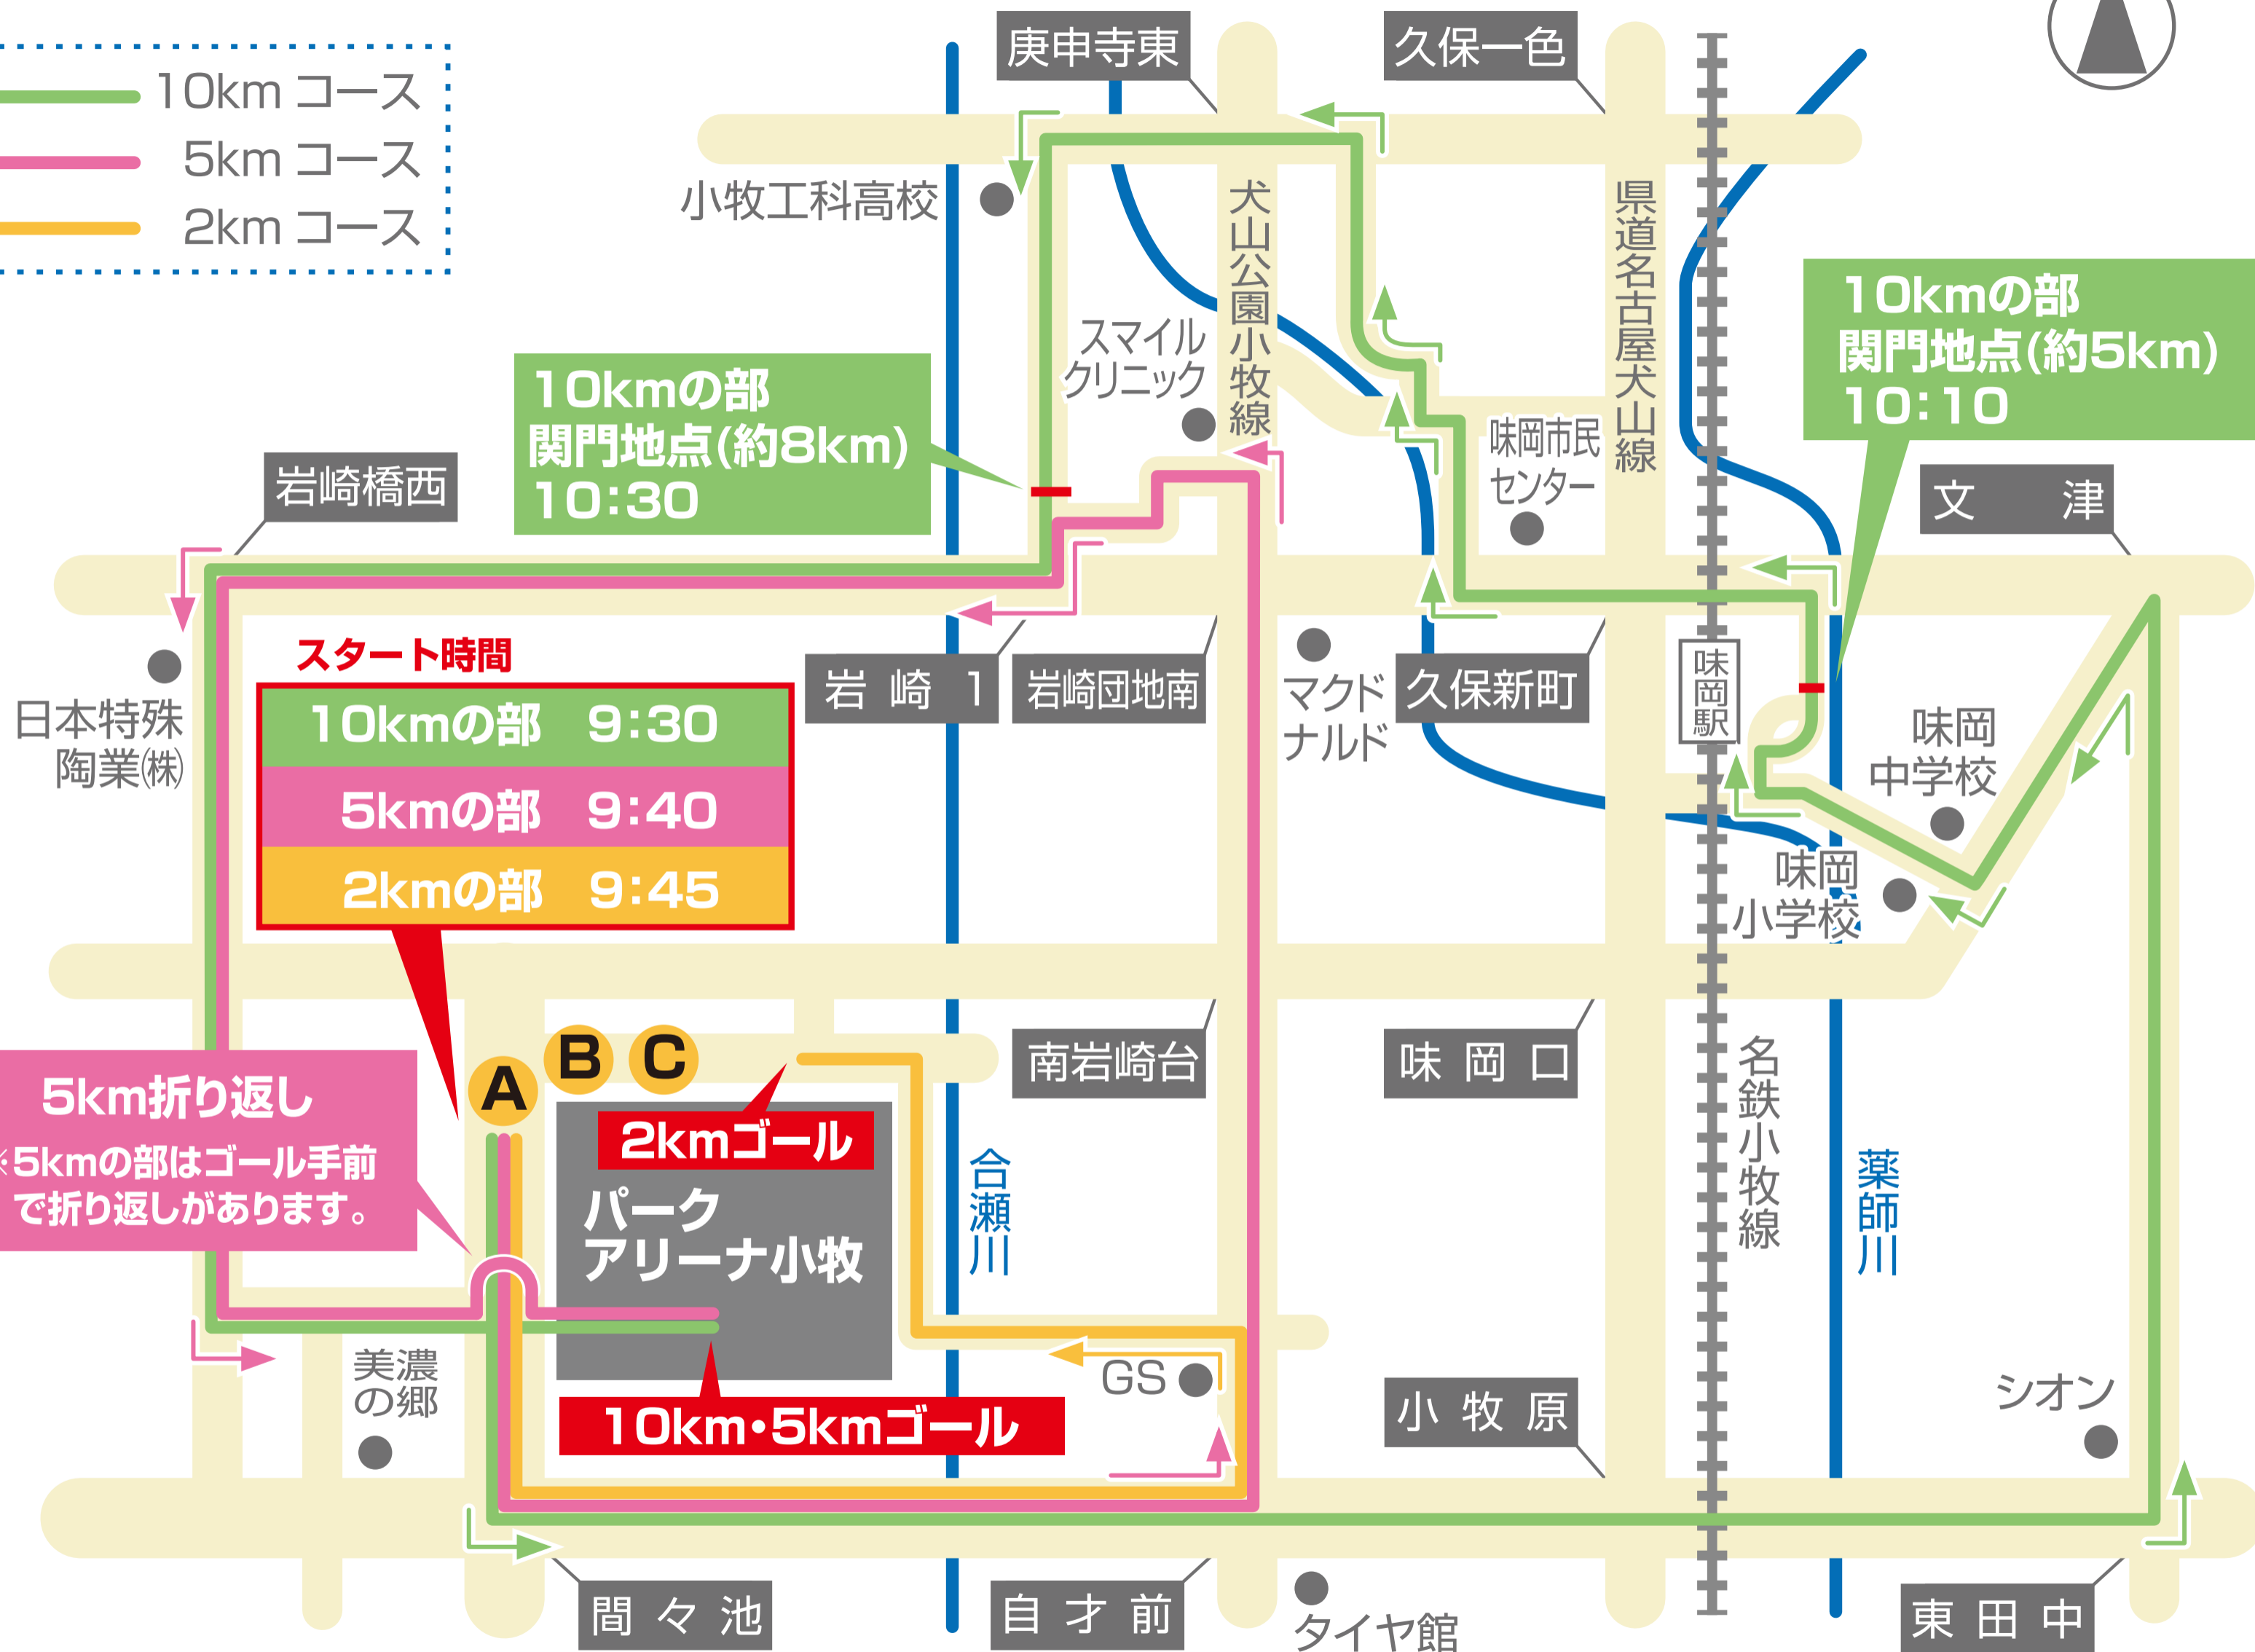 10km コース
5km コース
2km コース
東申寺東
久保一色
小牧工科高校
犬山公園小牧線
県道名古屋犬山線
スマイル
クリニック
10kmの部
関門地点(約5km)
10:10
10kmの部
関門地点(約8km)
10:30
味岡市民
センター
岩崎橋西
文津
スタート時間
10kmの部 9:30
5kmの部 9:40
2kmの部 9:45
日本特殊
陶業㈱
岩崎1
岩崎団地西
マクド
ナルド
久保新町
味岡駅
味岡
中学校
味岡
小学校
A
B
C
南岩崎台
味岡口
名鉄小牧線
5km折り返し
※5kmの部はゴール手前
で折返しがあります。
2kmゴール
パーク
アリーナ小牧
合瀬川
薬師川
美濃
の郷
GS
10km・5kmゴール
小牧原
シオン
間々池
自才前
ダイヤ館
東田中